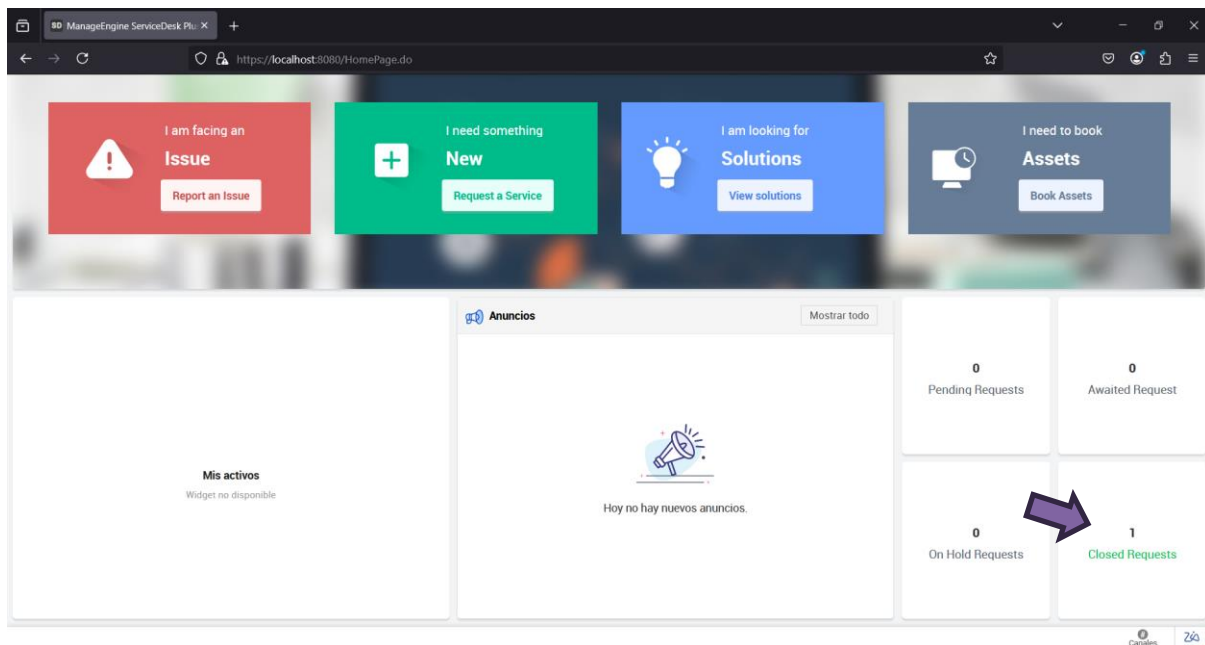 SD ManageEngine ServiceDesk Plu
https://localhost:8080/HomePage.do
I am facing an
Issue
Report an Issue
I need something
New
Request a Service
I am looking for
Solutions
View solutions
I need to book
Assets
Book Assets
Mis activos
Widget no disponible
Anuncios
Mostrar todo
Hoy no hay nuevos anuncios.
0
Pending Requests
0
Awaited Request
0
On Hold Requests
1
Closed Requests
Canales
Zia